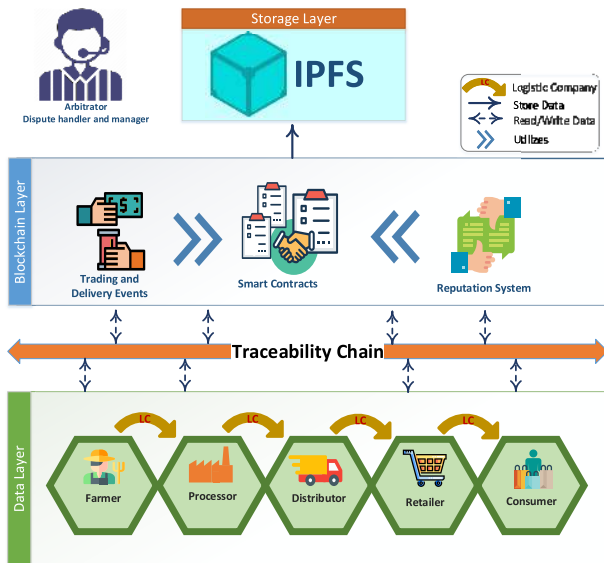 Storage Layer
IPFS
Arbitrator
Dispute handler and manager
LC
Logistic Company
Store Data
Read/Write Data
Utilizes
Blockchain Layer
$
Trading and
Delivery Events
Smart Contracts
Reputation System
Traceability Chain
Data Layer
LC
LC
LC
LC
Farmer
Processor
Distributor
Retailer
Consumer